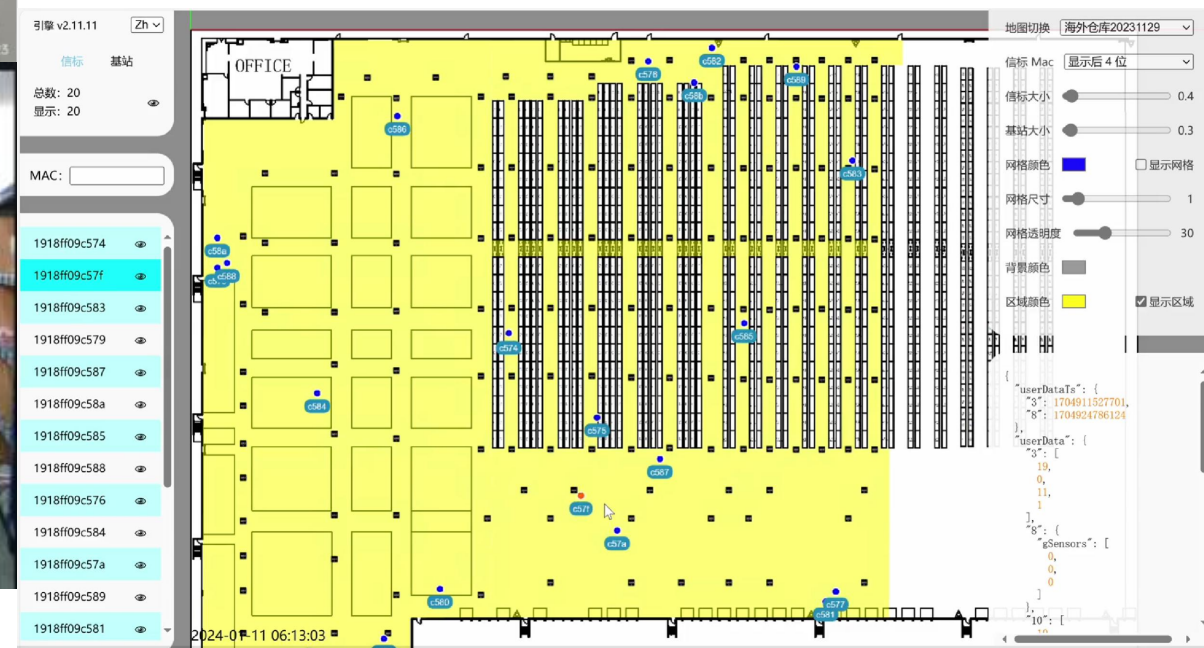 引擎 v2.11.11
Zh
信标
基站
总数: 20
显示: 20
MAC:
1918ff09c574
1918ff09c57f
1918ff09c583
1918ff09c579
1918ff09c587
1918ff09c58a
1918ff09c585
1918ff09c588
1918ff09c576
1918ff09c584
1918ff09c57a
1918ff09c589
1918ff09c581
OFFICE
c582
c578
c589
c58b
c586
c583
c58a
c588
c574
c585
c584
c575
c587
c57f
c57a
c580
c577
c581
2024-01-11 06:13:03
地图切换
海外仓库20231129
信标 Mac
显示后 4 位
信标大小
0.4
基站大小
0.3
网格颜色
显示网格
网格尺寸
1
网格透明度
30
背景颜色
区域颜色
显示区域
{
"userDataTs": {
"3": 1704911527701,
"8": 1704924786124
},
"userData": {
"3": [
19,
0,
11,
1
],
"8": {
"gSensors": [
0,
0,
0
]
},
"10": [